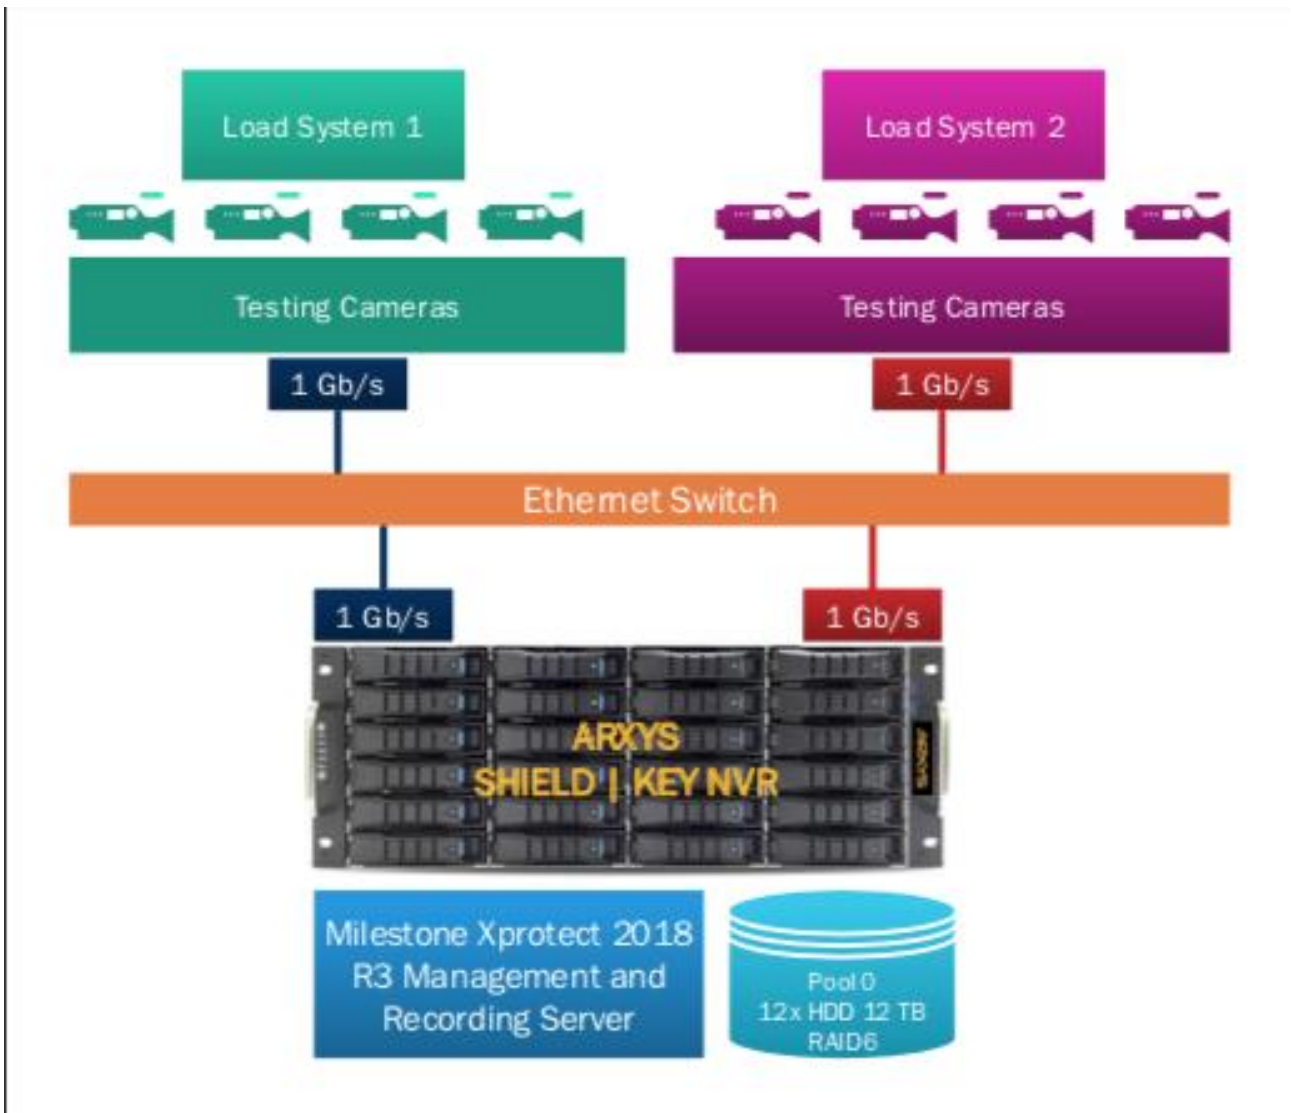 Load System 1
Load System 2
Testing Cameras
Testing Cameras
1 Gb/s
1 Gb/s
Ethernet Switch
1 Gb/s
1 Gb/s
ARXYS
SHIELD | KEY NVR
Milestone Xprotect 2018
R3 Management and
Recording Server
Pool 0
12x HDD 12 TB
RAID6